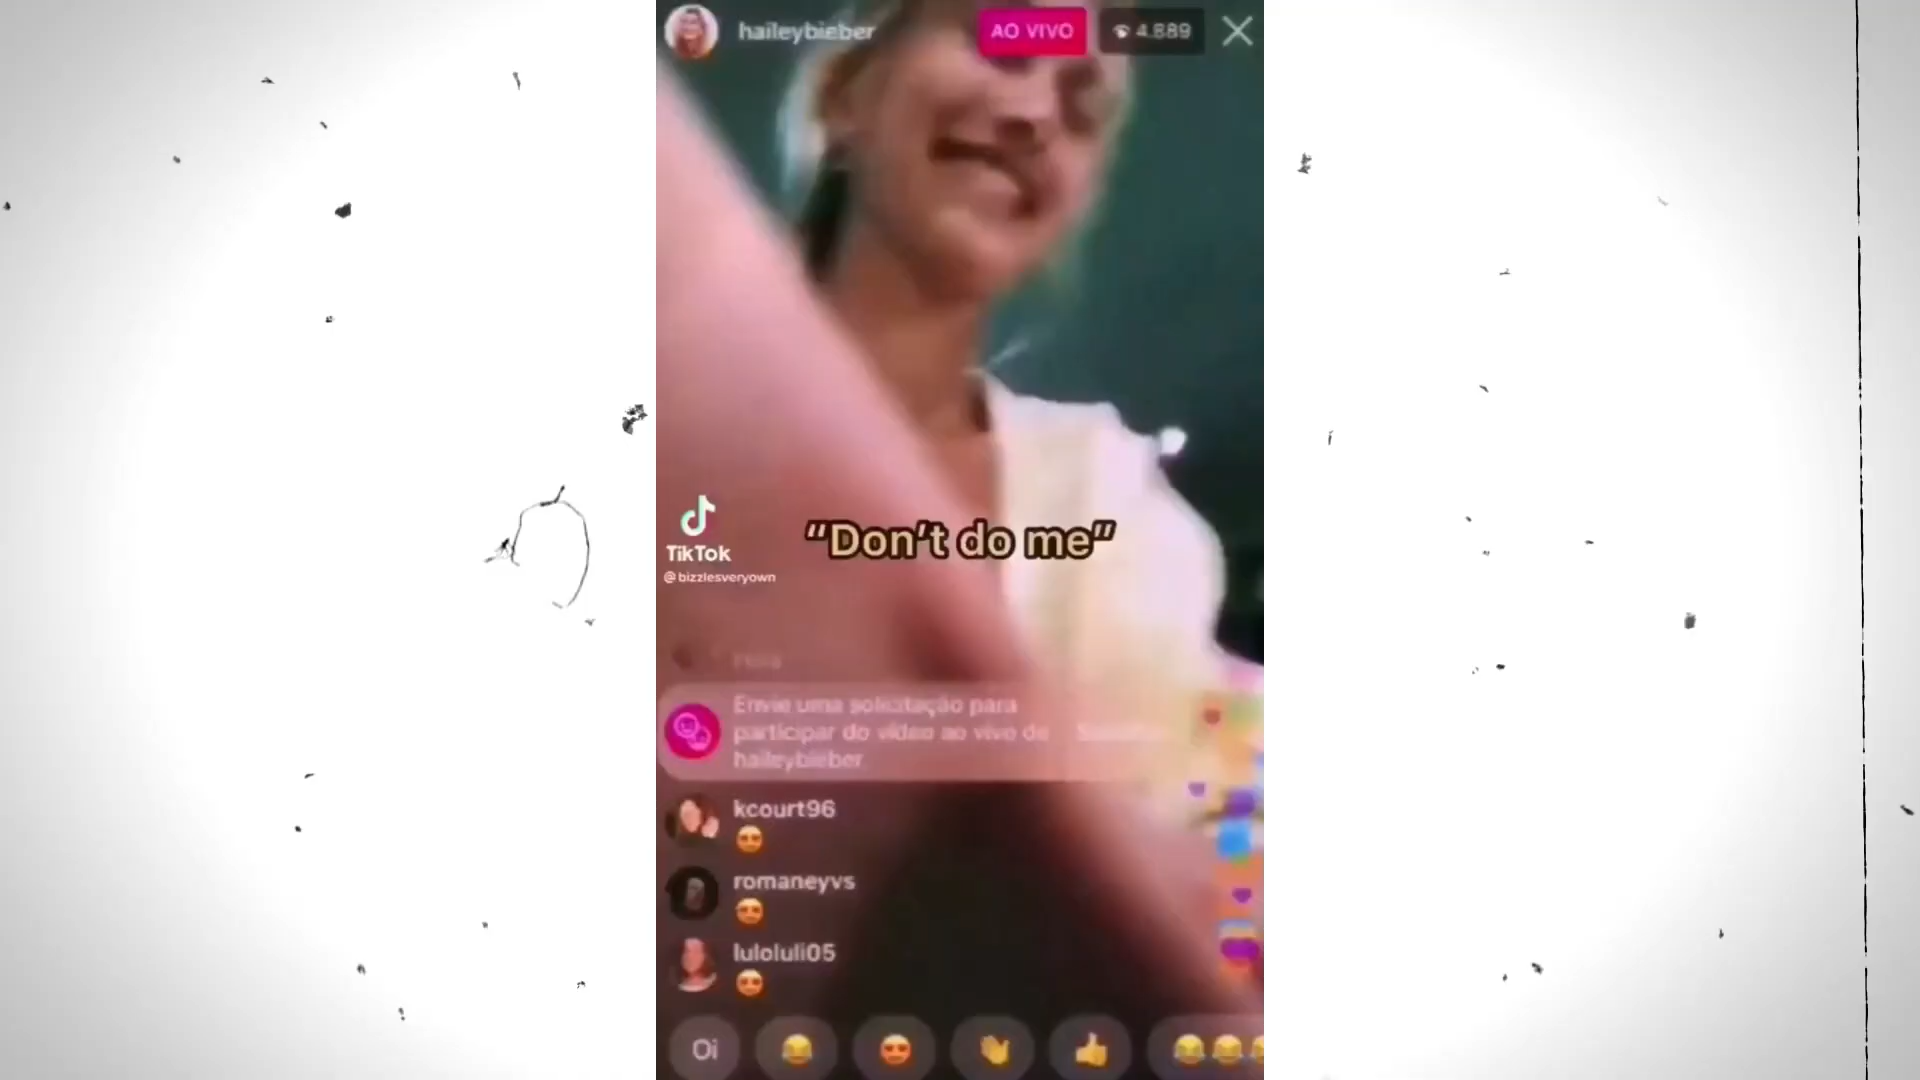 haileybieber
AO VIVO
4.889
"Don't do me"
TikTok
@bizzlesveryown
Envie uma solicitação para
participar do vídeo ao vivo de
haileybieber
kcourt96
romaneyvs
luloluli05
Oi